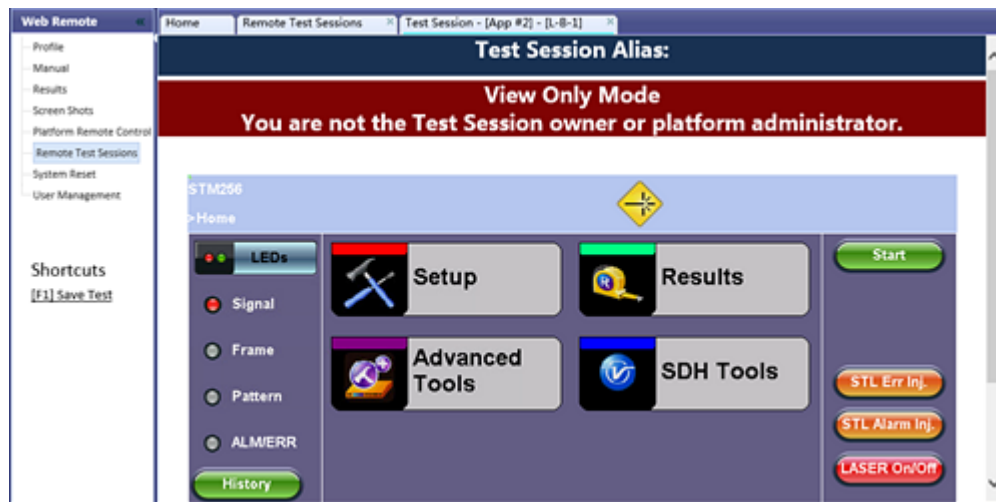 Web Remote
Profile
Manual
Results
Screen Shots
Platform Remote Control
Remote Test Sessions
System Reset
User Management
Shortcuts
[F1] Save Test
Home
Remote Test Sessions
Test Session - [App #2] - [L-8-1]
Test Session Alias:
View Only Mode
You are not the Test Session owner or platform administrator.
STM256
>Home
LEDs
Signal
Frame
Pattern
ALM/ERR
History
Setup
Results
Advanced
Tools
SDH Tools
Start
STL Err Inj.
STL Alarm Inj.
LASER On/Off